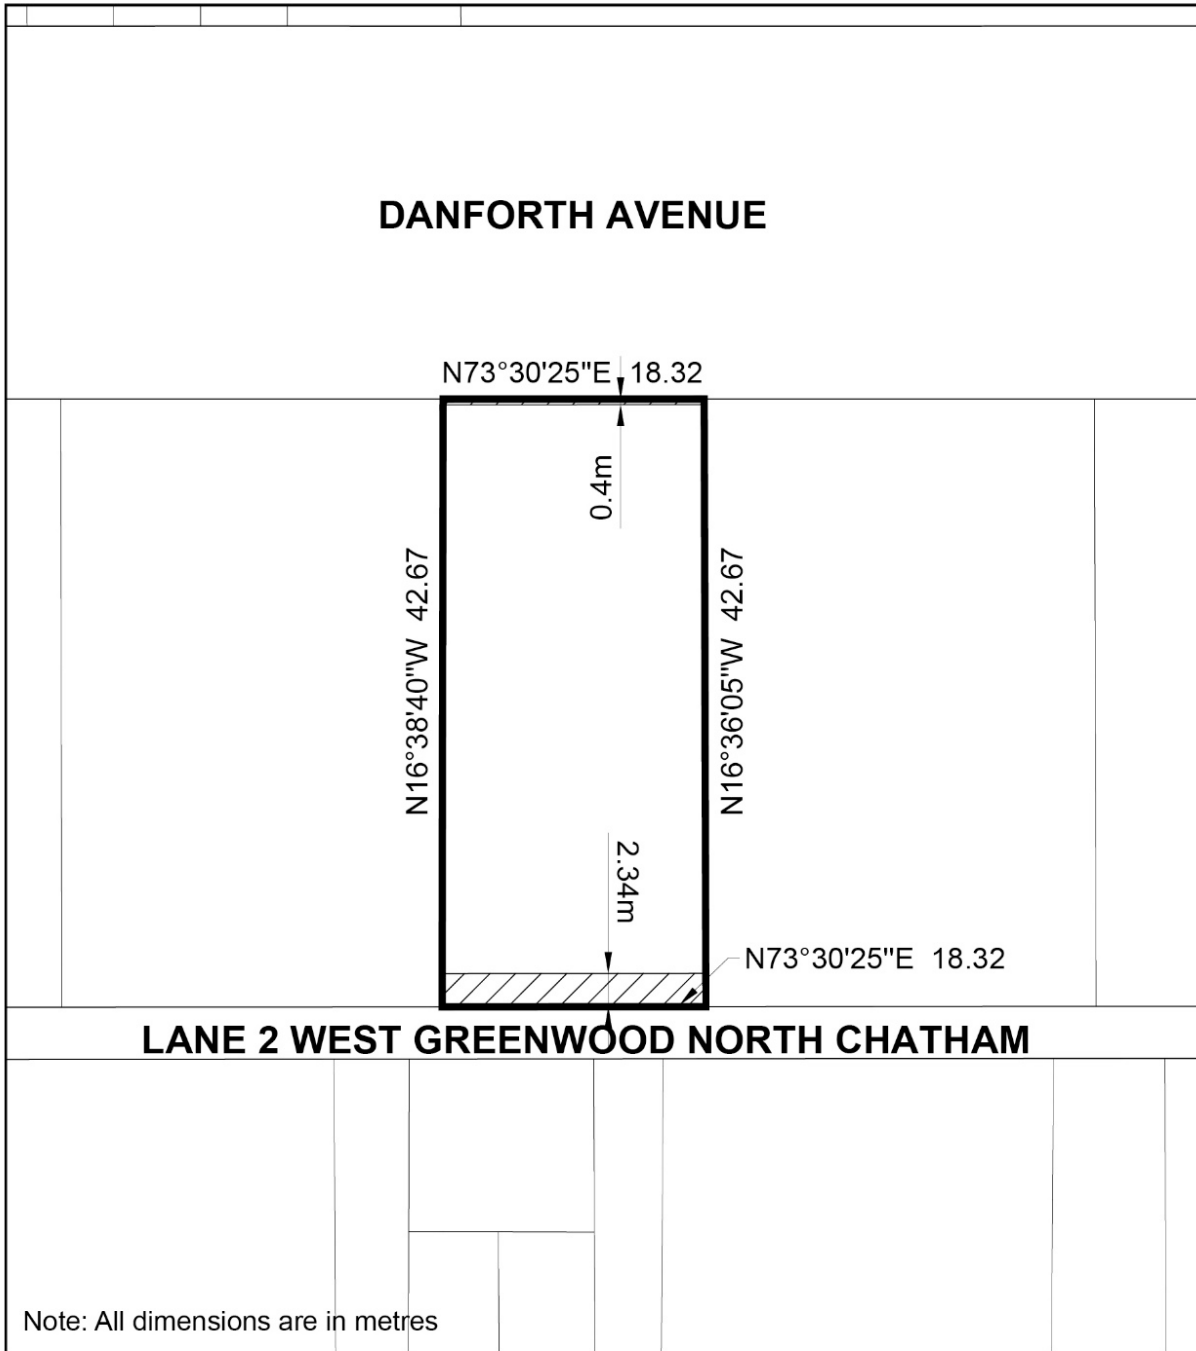 DANFORTH AVENUE
N73°30'25"E 18.32
0.4m
N16°38'40"W 42.67
N16°36'05"W 42.67
2.34m
N73°30'25"E 18.32
LANE 2 WEST GREENWOOD NORTH CHATHAM
Note: All dimensions are in metres